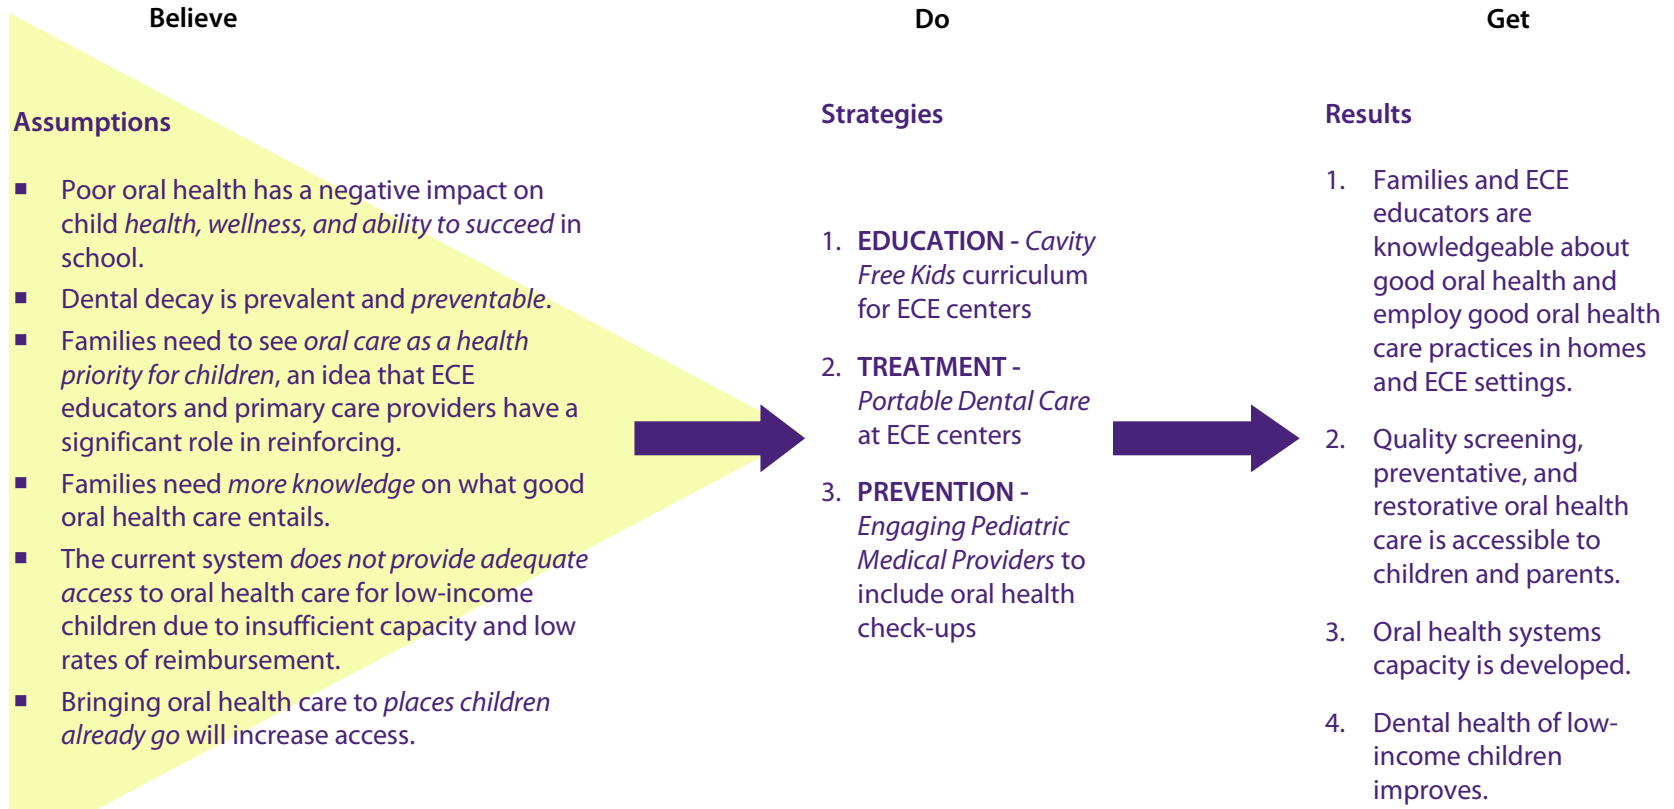 Believe
Do
Get
Assumptions
▪ Poor oral health has a negative impact on
child health, wellness, and ability to succeed in
school.
▪ Dental decay is prevalent and preventable.
▪ Families need to see oral care as a health
priority for children, an idea that ECE
educators and primary care providers have a
significant role in reinforcing.
▪ Families need more knowledge on what good
oral health care entails.
▪ The current system does not provide adequate
access to oral health care for low-income
children due to insufficient capacity and low
rates of reimbursement.
▪ Bringing oral health care to places children
already go will increase access.
Strategies
1. EDUCATION - Cavity
Free Kids curriculum
for ECE centers
2. TREATMENT -
Portable Dental Care
at ECE centers
3. PREVENTION -
Engaging Pediatric
Medical Providers to
include oral health
check-ups
Results
1. Families and ECE
educators are
knowledgeable about
good oral health and
employ good oral health
care practices in homes
and ECE settings.
2. Quality screening,
preventative, and
restorative oral health
care is accessible to
children and parents.
3. Oral health systems
capacity is developed.
4. Dental health of low-
income children
improves.